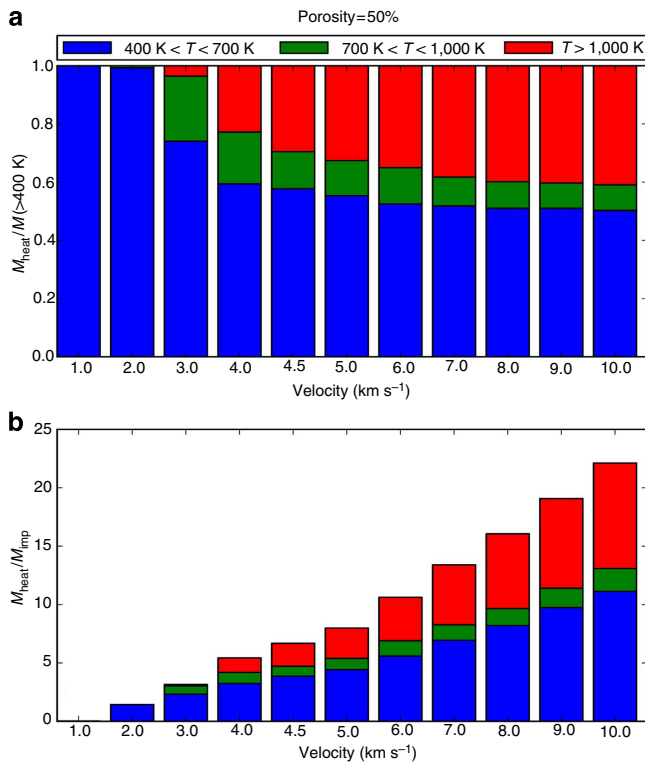 a
Porosity=50%
400 K < T < 700 K
700 K < T < 1,000 K
T > 1,000 K
1.0
0.8
0.6
0.4
0.2
0.0
M_heat/M (>400 K)
1.0 2.0 3.0 4.0 4.5 5.0 6.0 7.0 8.0 9.0 10.0
Velocity (km s⁻¹)
b
25
20
15
10
5
0
M_heat/M_imp
1.0 2.0 3.0 4.0 4.5 5.0 6.0 7.0 8.0 9.0 10.0
Velocity (km s⁻¹)